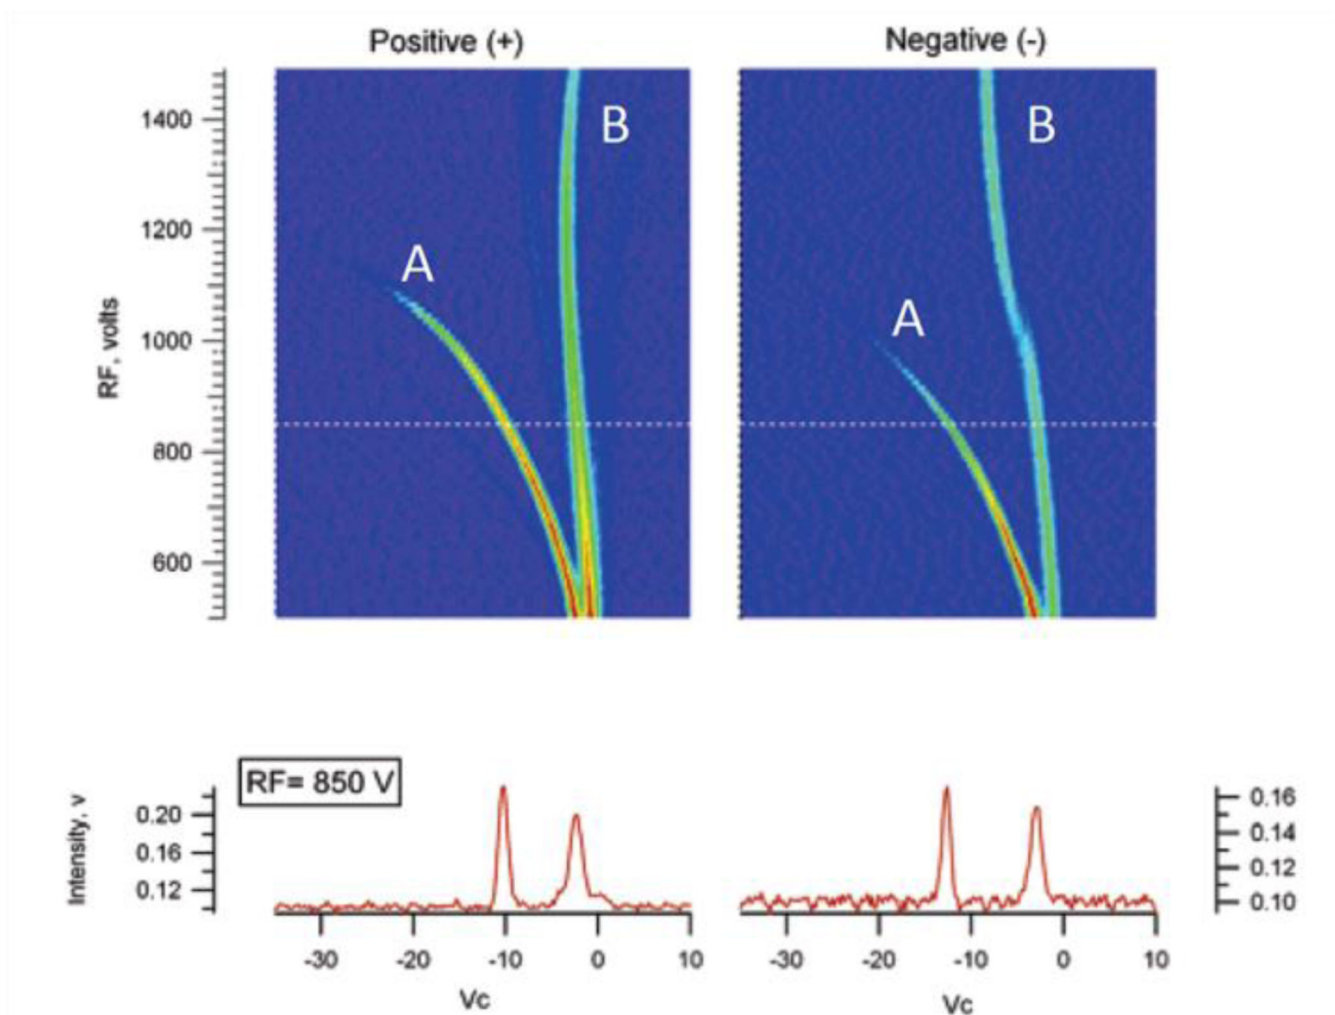 Positive (+)
Negative (-)
RF, volts
1400
1200
1000
800
600
A
B
A
B
RF= 850 V
Intensity, v
0.20
0.16
0.12
0.16
0.14
0.12
0.10
-30 -20 -10 0 10
-30 -20 -10 0 10
Vc
Vc